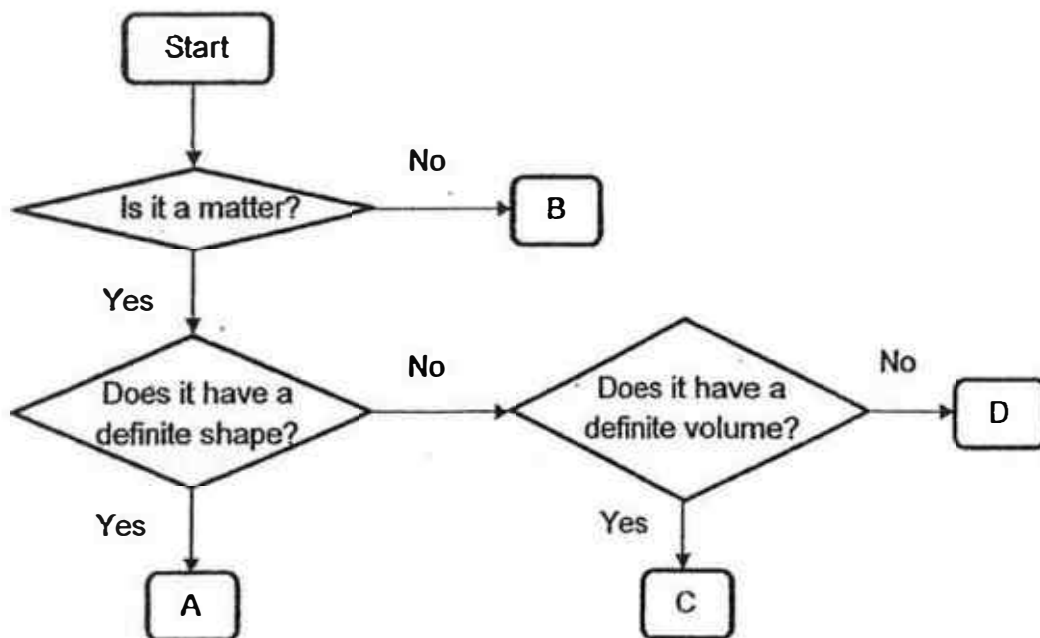 Start
No
Is it a matter?
B
Yes
No
Does it have a
definite shape?
Does it have a
definite volume?
No
D
Yes
Yes
A
C